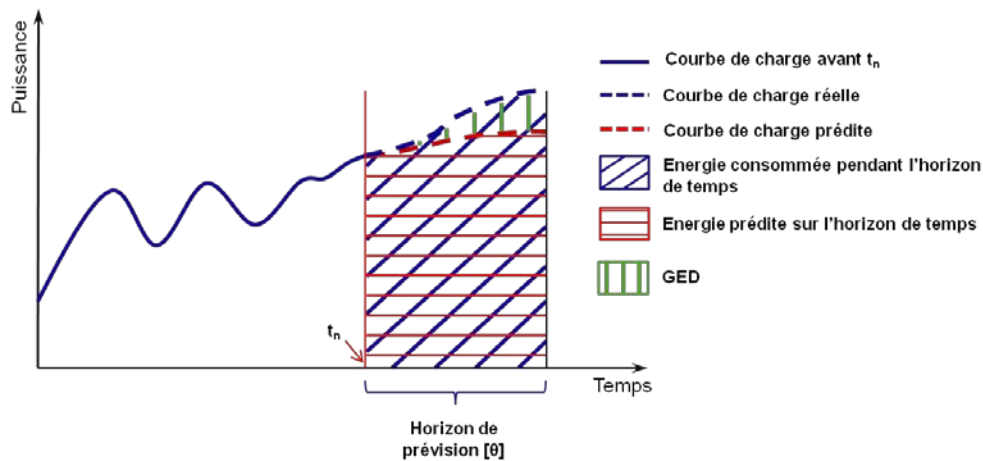 Puissance
Courbe de charge avant tn
Courbe de charge réelle
Courbe de charge prédite
Energie consommée pendant l'horizon
de temps
Energie prédite sur l'horizon de temps
GED
tn
Temps
Horizon de
prévision [θ]